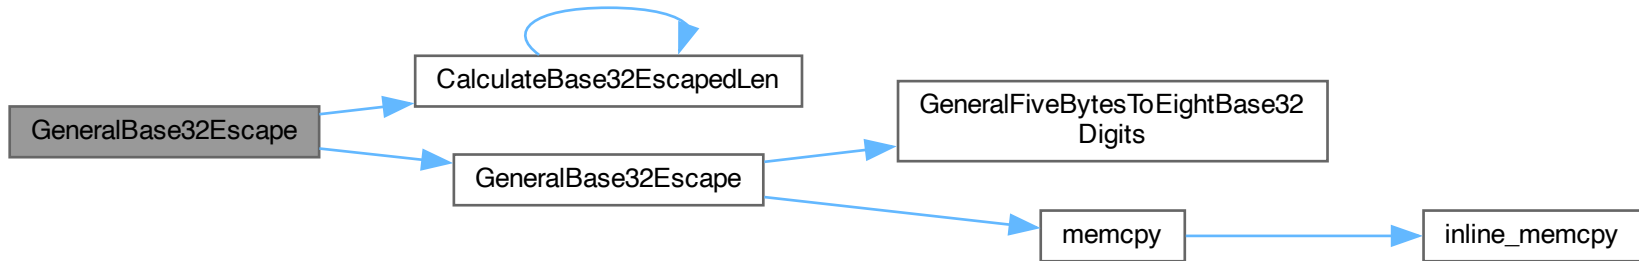 CalculateBase32EscapedLen
GeneralBase32Escape
GeneralFiveBytesToEightBase32
Digits
GeneralBase32Escape
memcpy
inline_memcpy